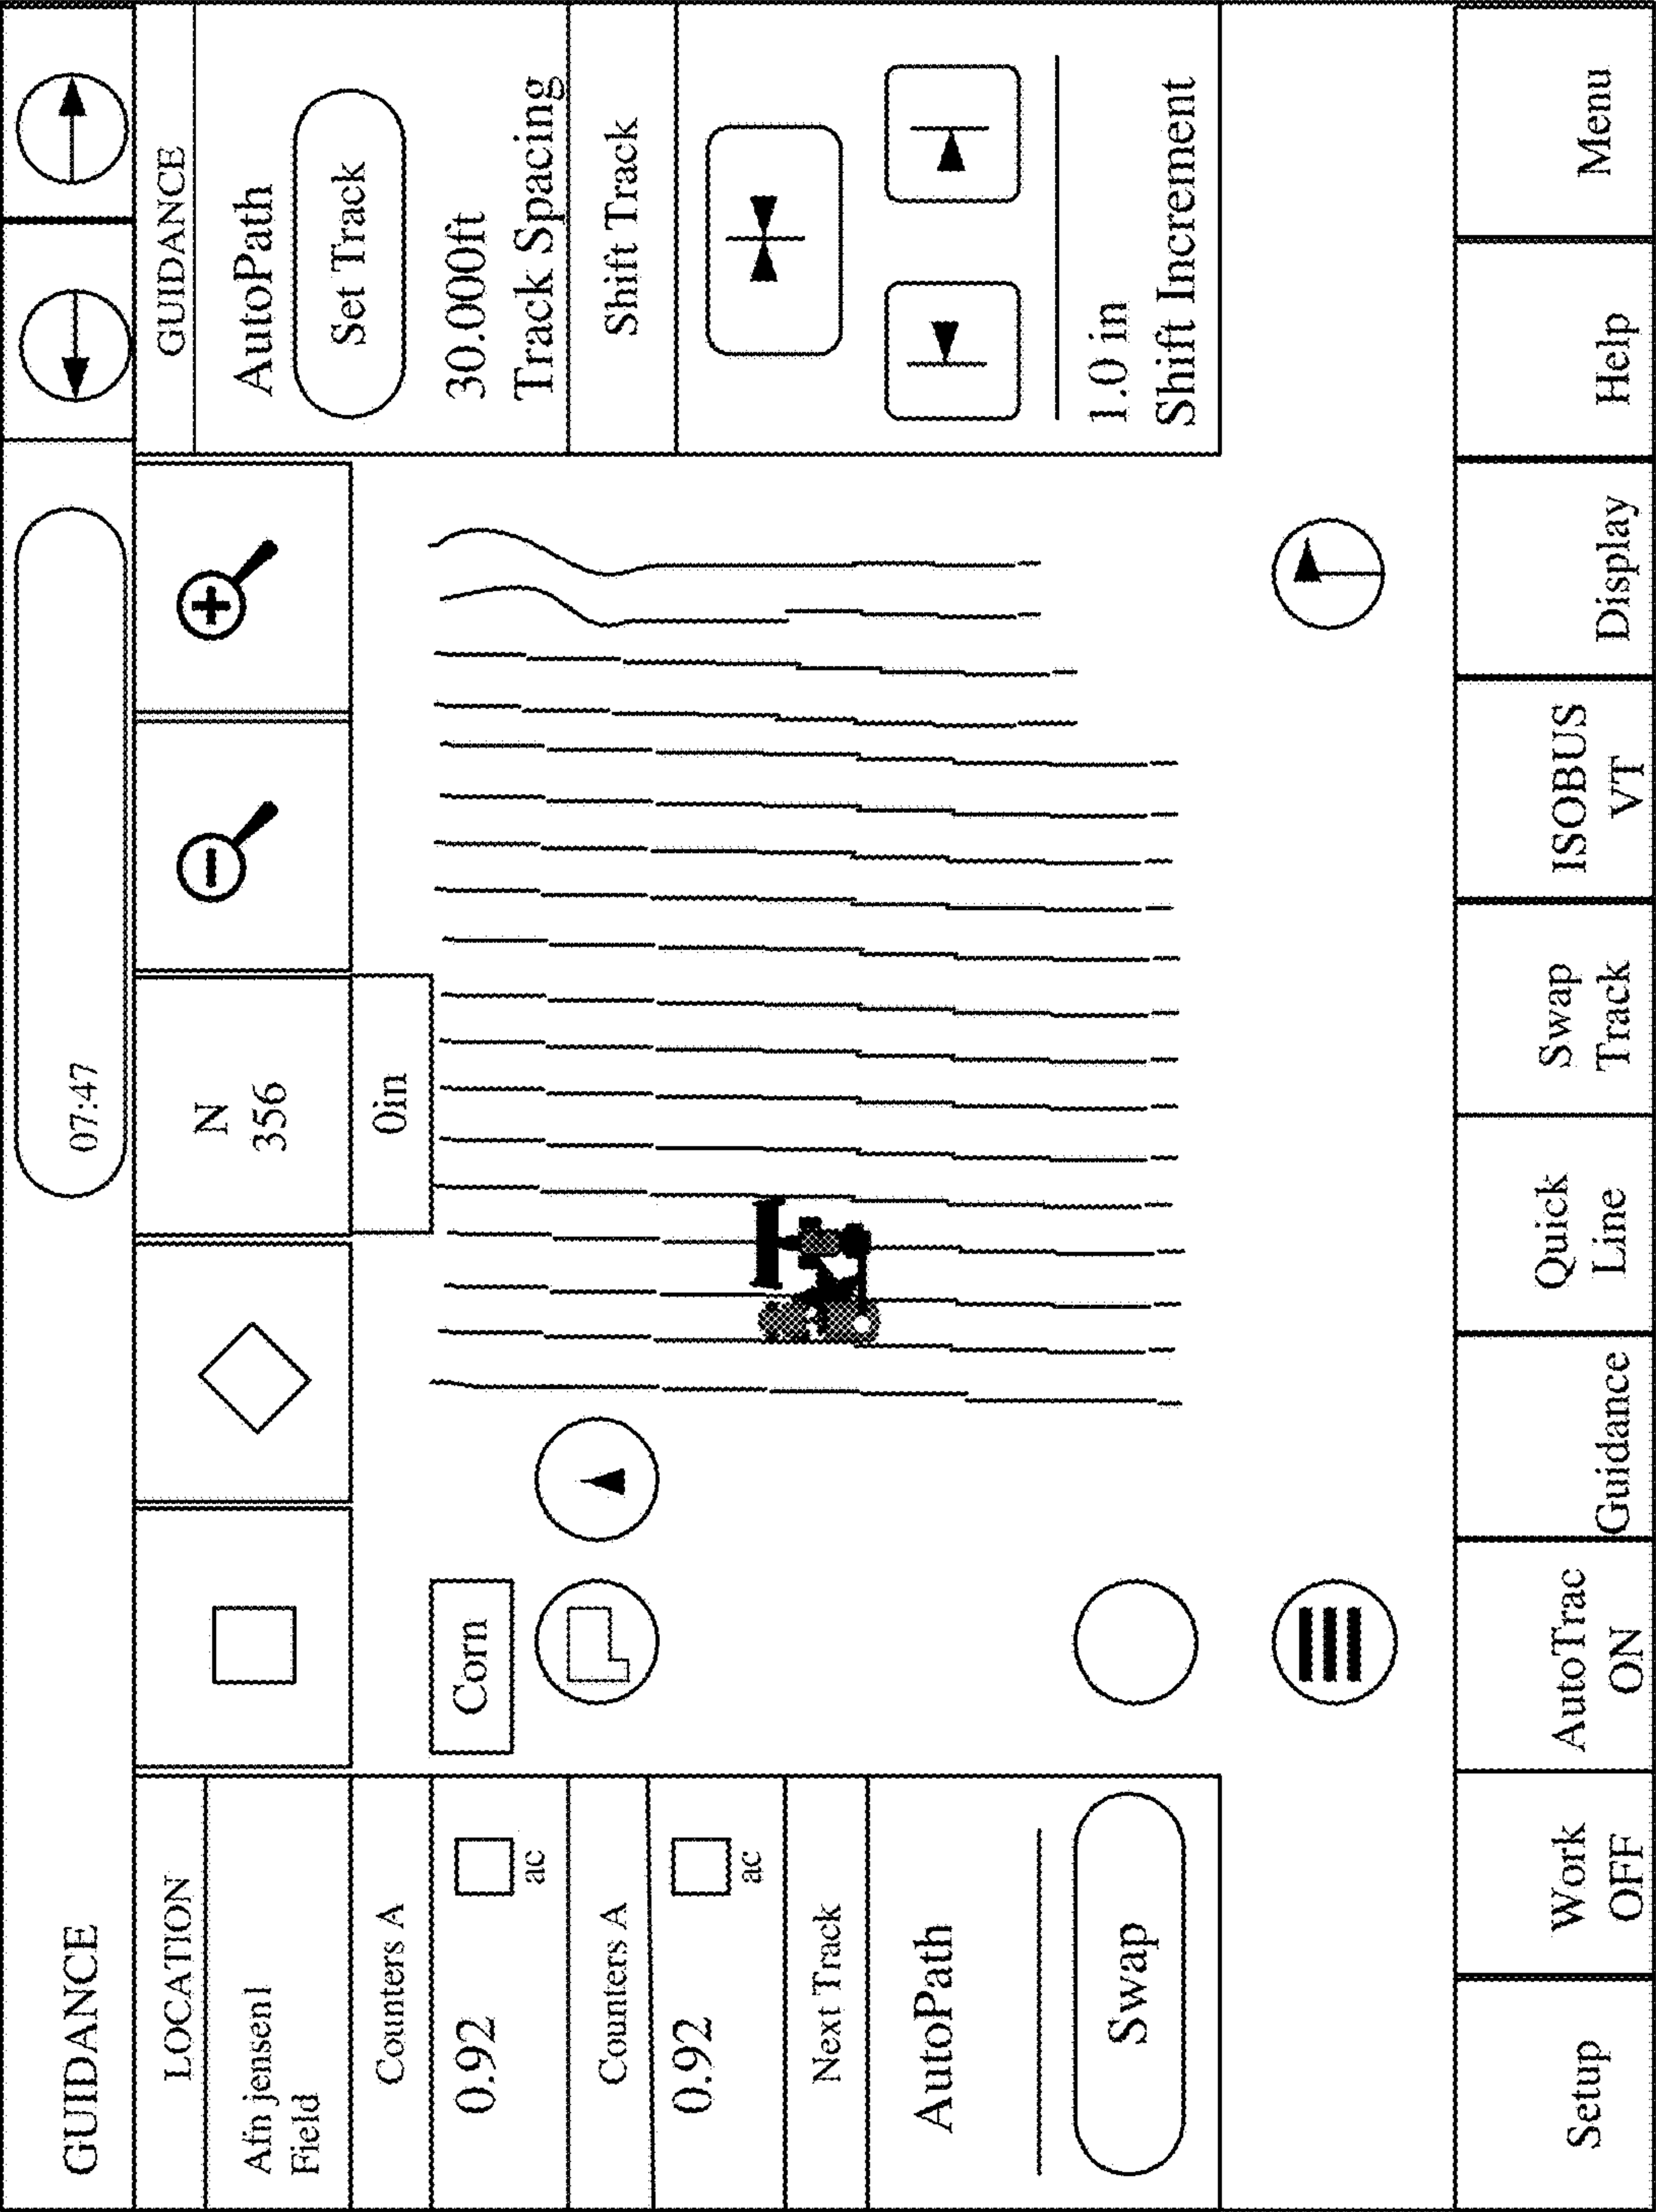 GUIDANCE
07:47
LOCATION
Afn jensen1
Field
Counters A
0.92
ac
Counters A
0.92
ac
Next Track
AutoPath
Swap
N
356
0in
Corn
GUIDANCE
AutoPath
Set Track
30.000ft
Track Spacing
Shift Track
1.0 in
Shift Increment
Setup
Work
OFF
AutoTrac
ON
Guidance
Quick
Line
Swap
Track
ISOBUS
VT
Display
Help
Menu